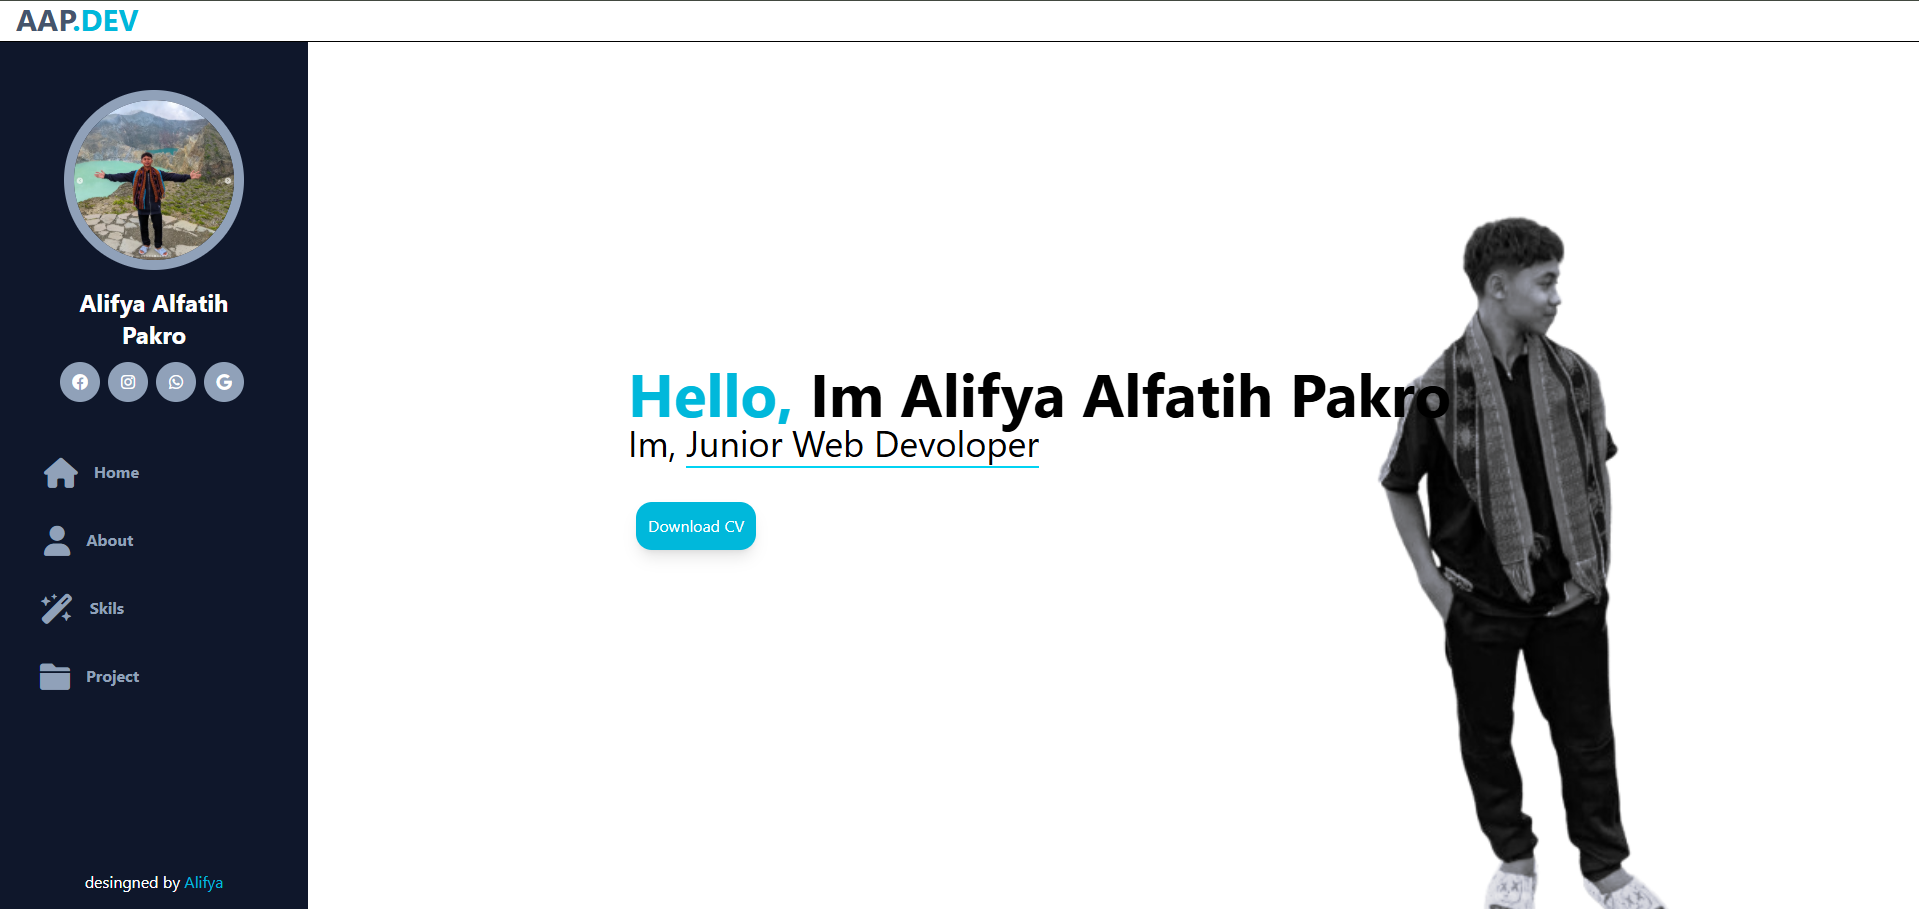 AAP.DEV
Alifya Alfatih
Pakro
Home
About
Skils
Project
desingned by Alifya
Hello, Im Alifya Alfatih Pakro
Im, Junior Web Devoloper
Download CV